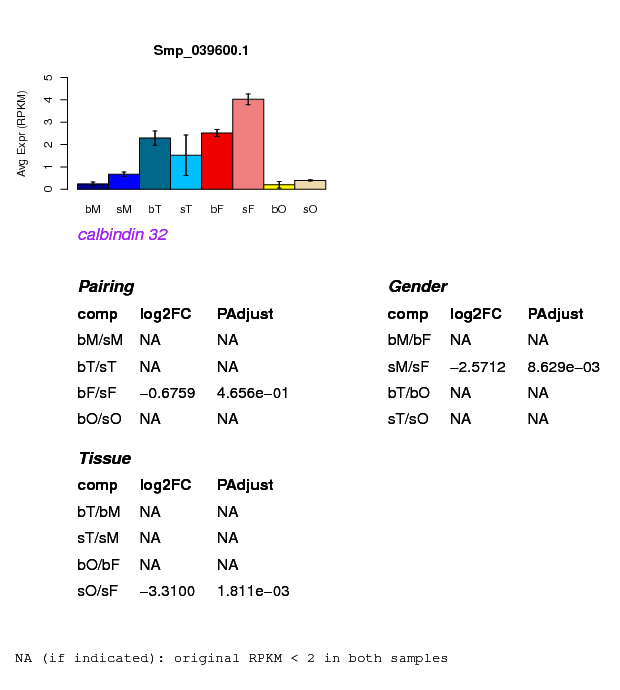 Smp_039600.1
Avg Expr (RPKM)
5
4
3
2
1
0
bM sM bT sT bF sF bO sO
calbindin 32
Pairing
comp log2FC PAdjust
bM/sM NA NA
bT/sT NA NA
bF/sF −0.6759 4.656e−01
bO/sO NA NA
Gender
comp log2FC PAdjust
bM/bF NA NA
sM/sF −2.5712 8.629e−03
bT/bO NA NA
sT/sO NA NA
Tissue
comp log2FC PAdjust
bT/bM NA NA
sT/sM NA NA
bO/bF NA NA
sO/sF −3.3100 1.811e−03
NA (if indicated): original RPKM < 2 in both samples